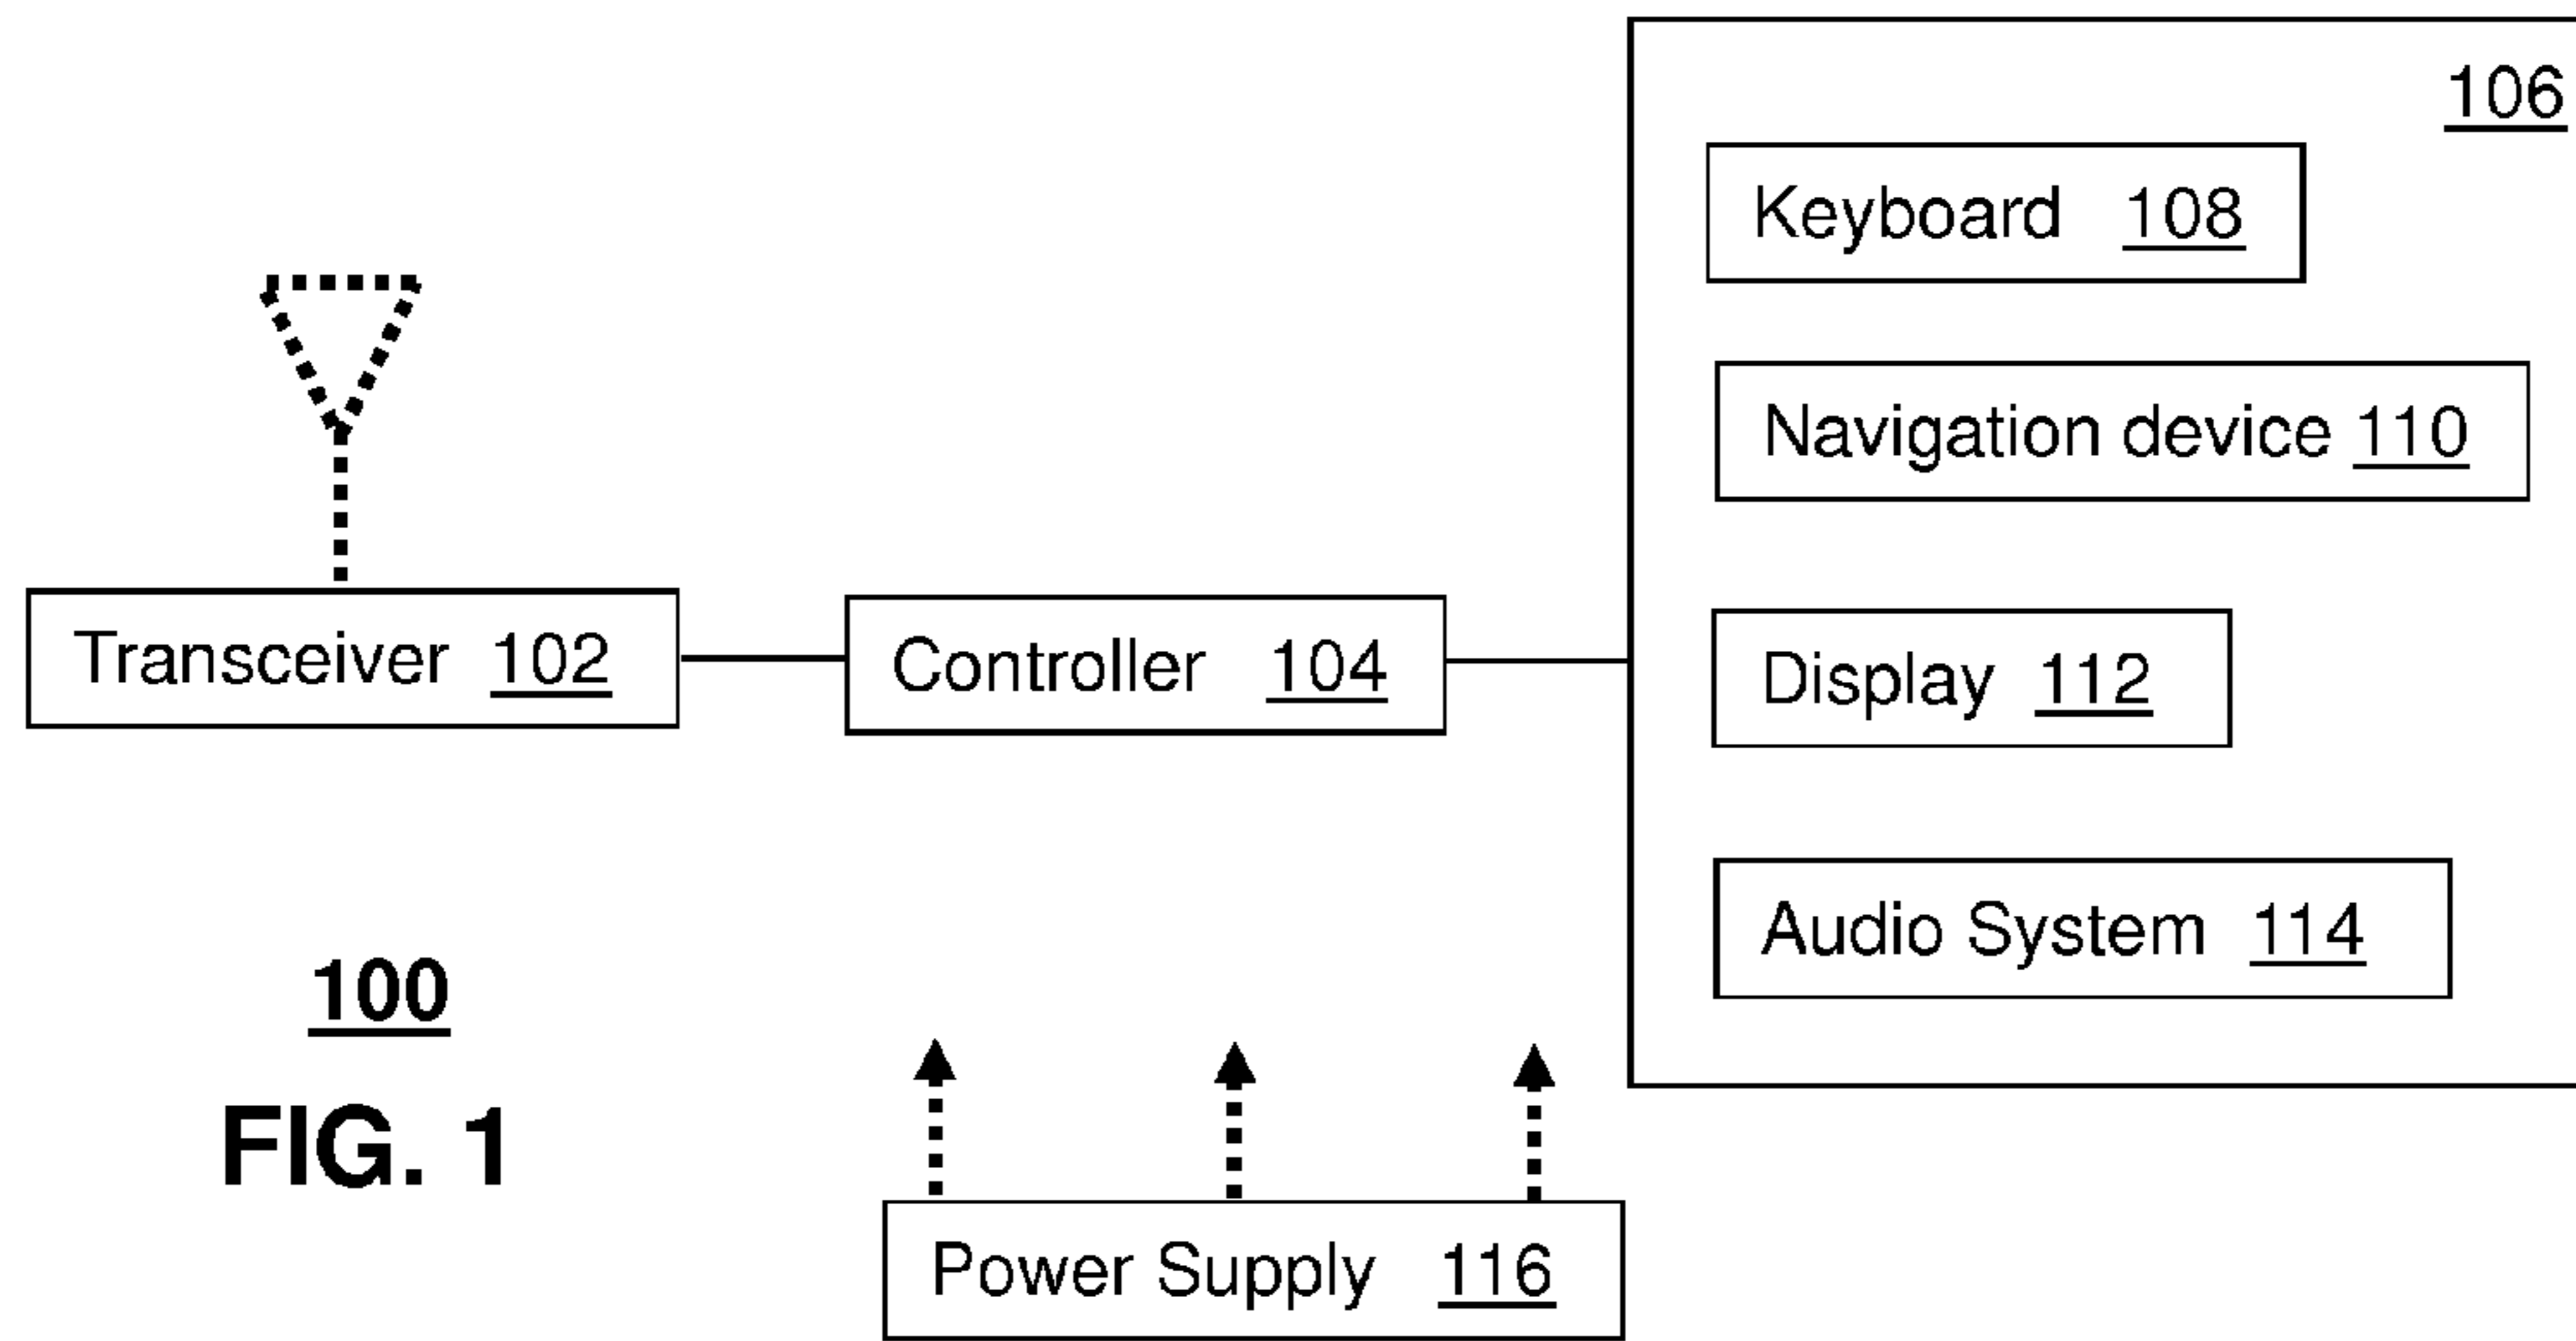 106
Keyboard 108
Navigation device 110
Transceiver 102
Controller 104
Display 112
Audio System 114
100
FIG. 1
Power Supply 116